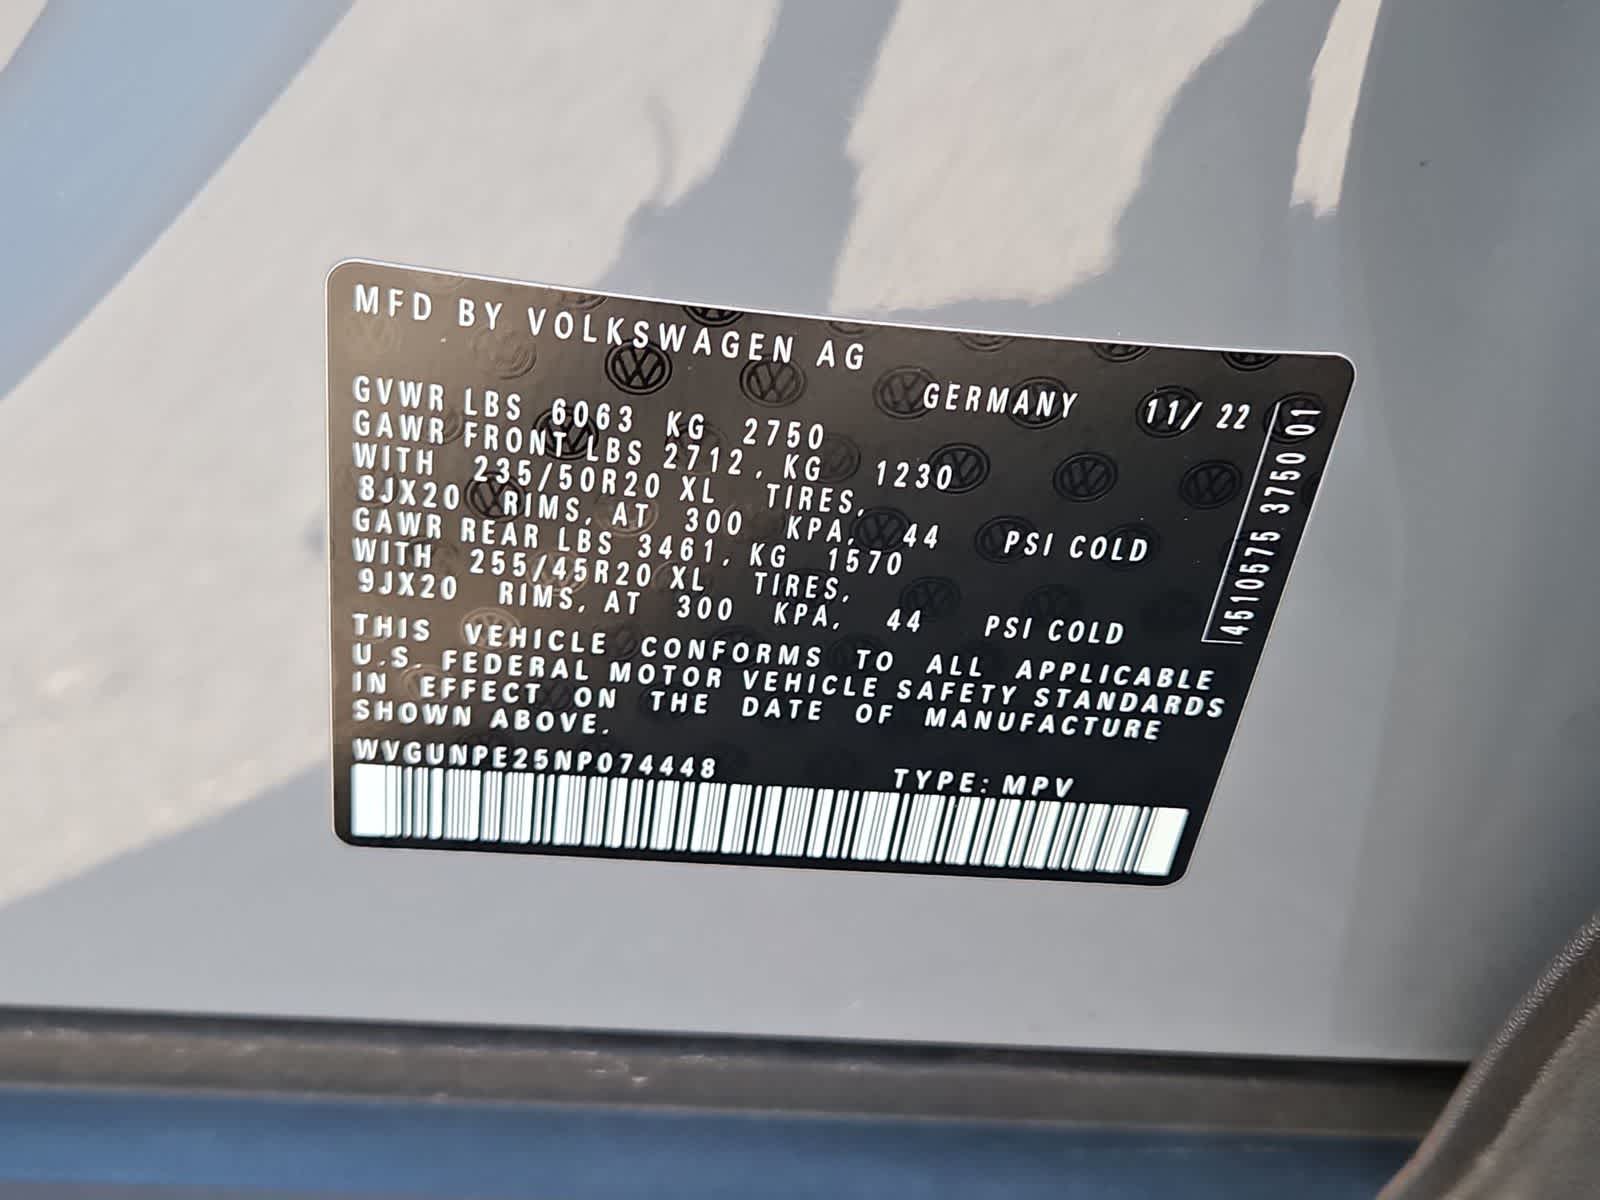 MFD BY VOLKSWAGEN AG
GERMANY 11/ 22
GVWR LBS 6063 KG 2750
GAWR FRONT LBS 2712, KG 1230
WITH 235/50R20 XL TIRES,
8JX20 RIMS, AT 300 KPA, 44 PSI COLD
GAWR REAR LBS 3461, KG 1570
WITH 255/45R20 XL TIRES,
9JX20 RIMS, AT 300 KPA, 44 PSI COLD
THIS VEHICLE CONFORMS TO ALL APPLICABLE
U.S. FEDERAL MOTOR VEHICLE SAFETY STANDARDS
IN EFFECT ON THE DATE OF MANUFACTURE
SHOWN ABOVE.
WVGUNPE25NP074448 TYPE: MPV
4510575 3750 01